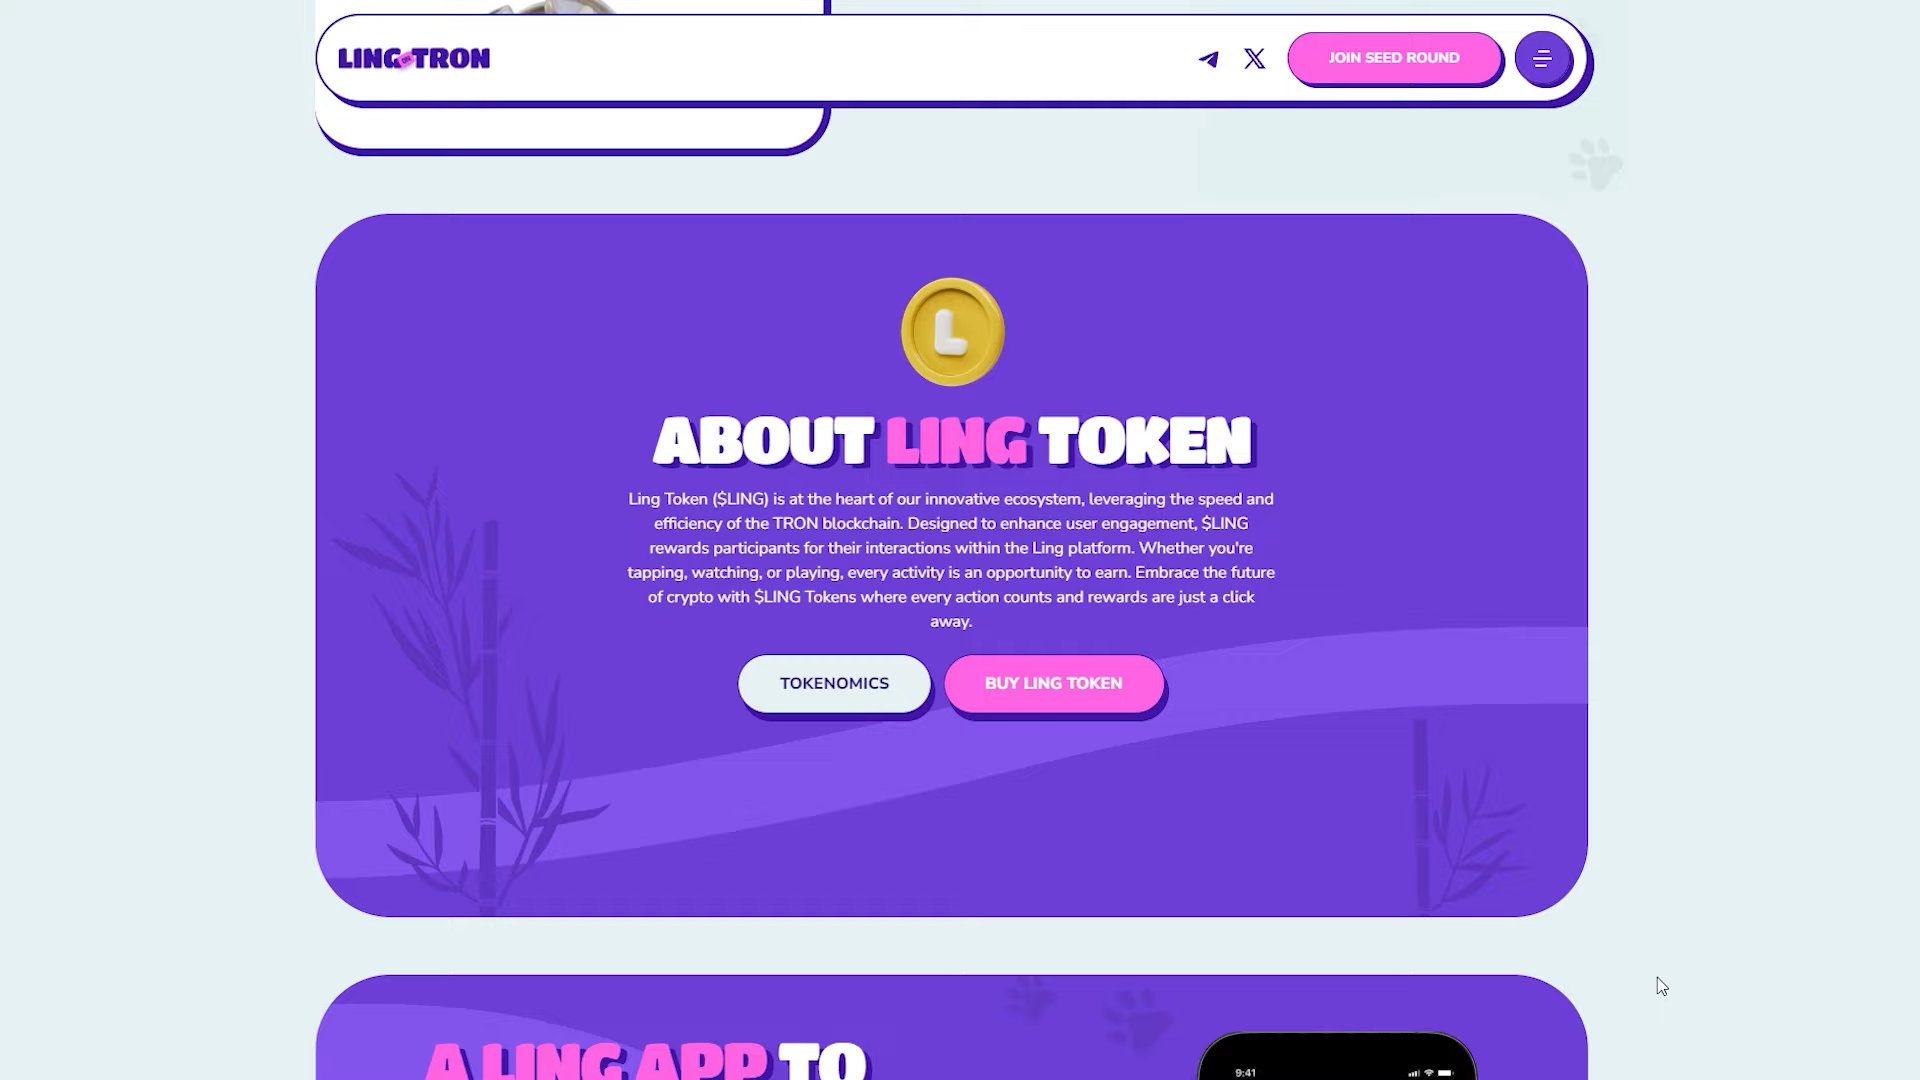 LING TRON
JOIN SEED ROUND
L
ABOUT LING TOKEN
Ling Token ($LING) is at the heart of our innovative ecosystem, leveraging the speed and
efficiency of the TRON blockchain. Designed to enhance user engagement, $LING
rewards participants for their interactions within the Ling platform. Whether you're
tapping, watching, or playing, every activity is an opportunity to earn. Embrace the future
of crypto with $LING Tokens where every action counts and rewards are just a click
away.
TOKENOMICS
BUY LING TOKEN
A LING APP TO
9:41